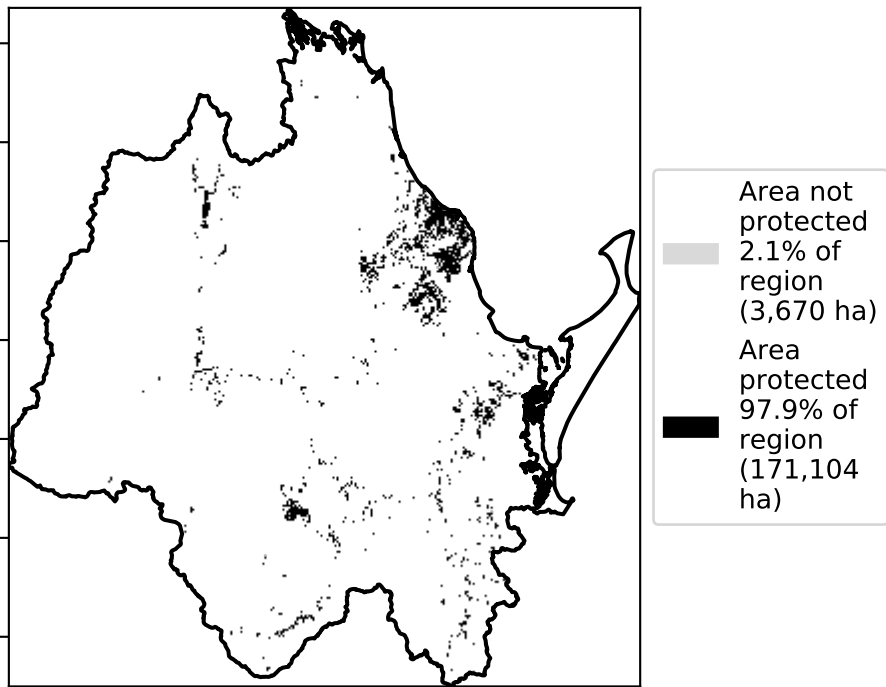 Area not
protected
2.1% of
region
(3,670 ha)
Area
protected
97.9% of
region
(171,104
ha)